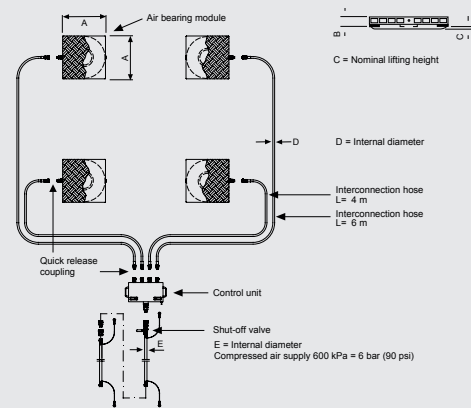 A
Air bearing module
A
B
C
C = Nominal lifting height
D
D = Internal diameter
Interconnection hose
L= 4 m
Interconnection hose
L= 6 m
Quick release
coupling
Control unit
Shut-off valve
E
E = Internal diameter
Compressed air supply 600 kPa = 6 bar (90 psi)